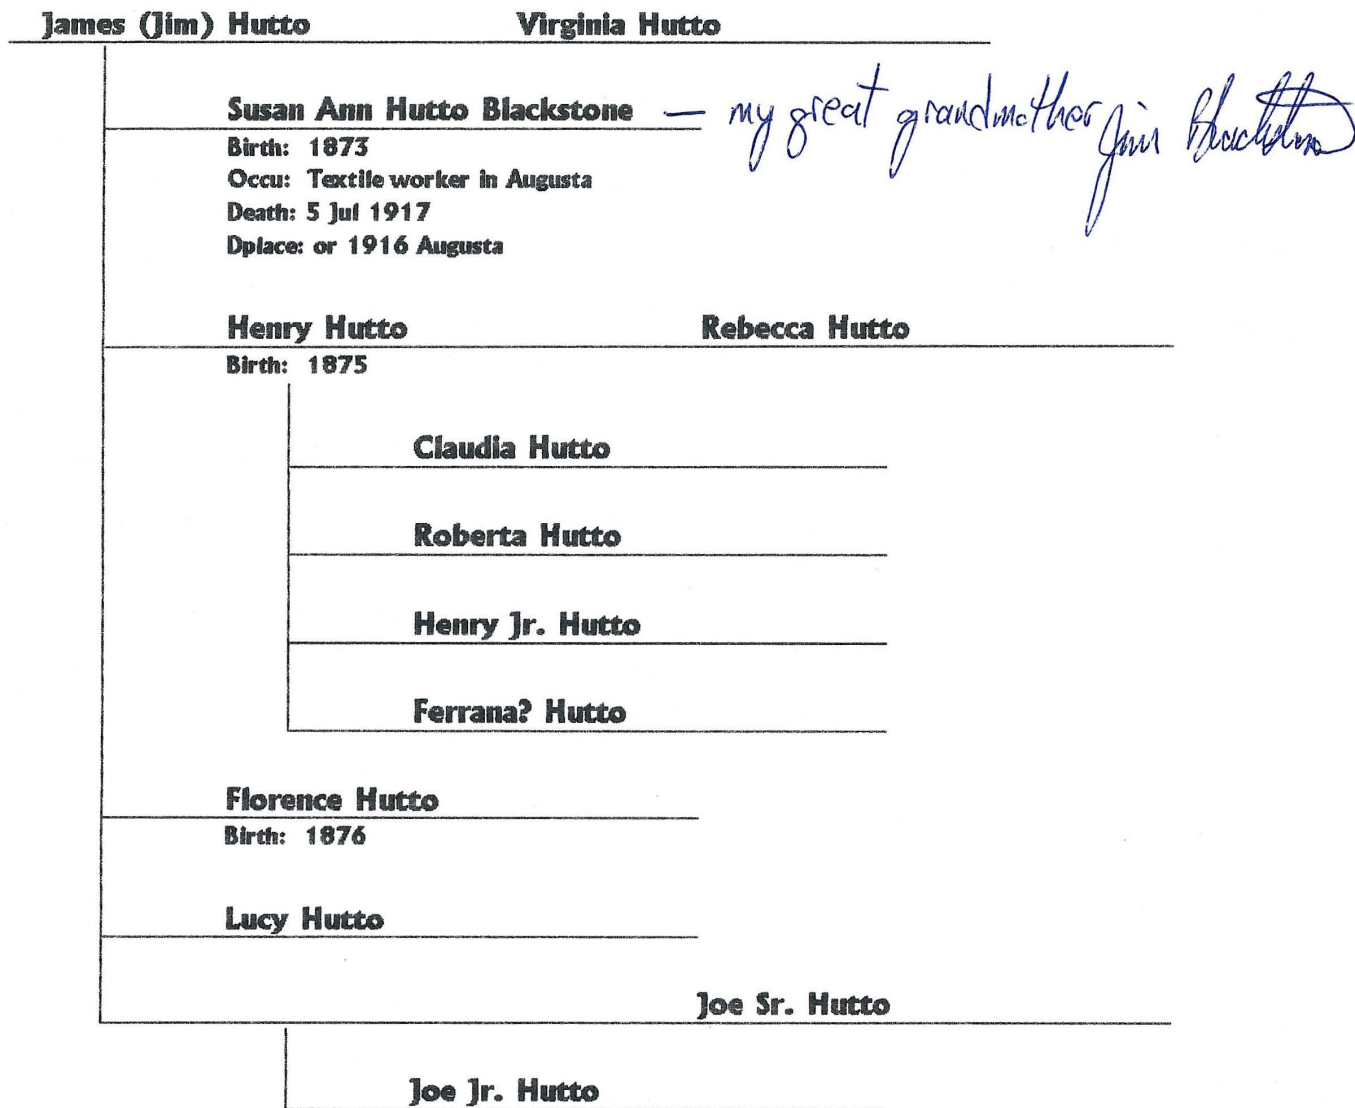 James (Jim) Hutto Virginia Hutto
Susan Ann Hutto Blackstone — my great grandmother Jim Blackstone
Birth: 1873
Occu: Textile worker in Augusta
Death: 5 Jul 1917
Dplace: or 1916 Augusta
Henry Hutto Rebecca Hutto
Birth: 1875
Claudia Hutto
Roberta Hutto
Henry Jr. Hutto
Ferrana? Hutto
Florence Hutto
Birth: 1876
Lucy Hutto
Joe Sr. Hutto
Joe Jr. Hutto